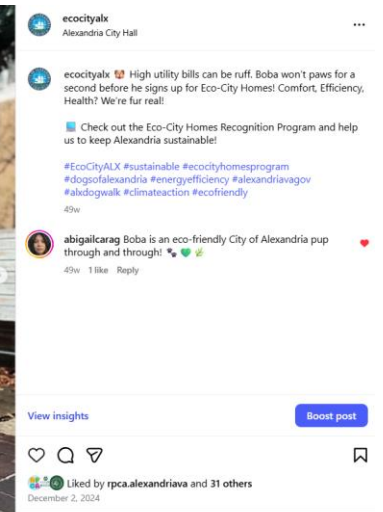 ecocityalx
Alexandria City Hall
ecocityalx 🐶 High utility bills can be ruff. Boba won't paws for a
second before he signs up for Eco-City Homes! Comfort, Efficiency,
Health? We're fur real!
Check out the Eco-City Homes Recognition Program and help
us to keep Alexandria sustainable!
#EcoCityALX #sustainable #ecocityhomesprogram
#dogsofalexandria #energyefficiency #alexandriavagov
#alxdogwalk #climateaction #ecofriendly
49w
abigailcarag Boba is an eco-friendly City of Alexandria pup
through and through! 🐾 💚 🌿
49w 1 like Reply
View insights
Boost post
Liked by rpca.alexandriava and 31 others
December 2, 2024